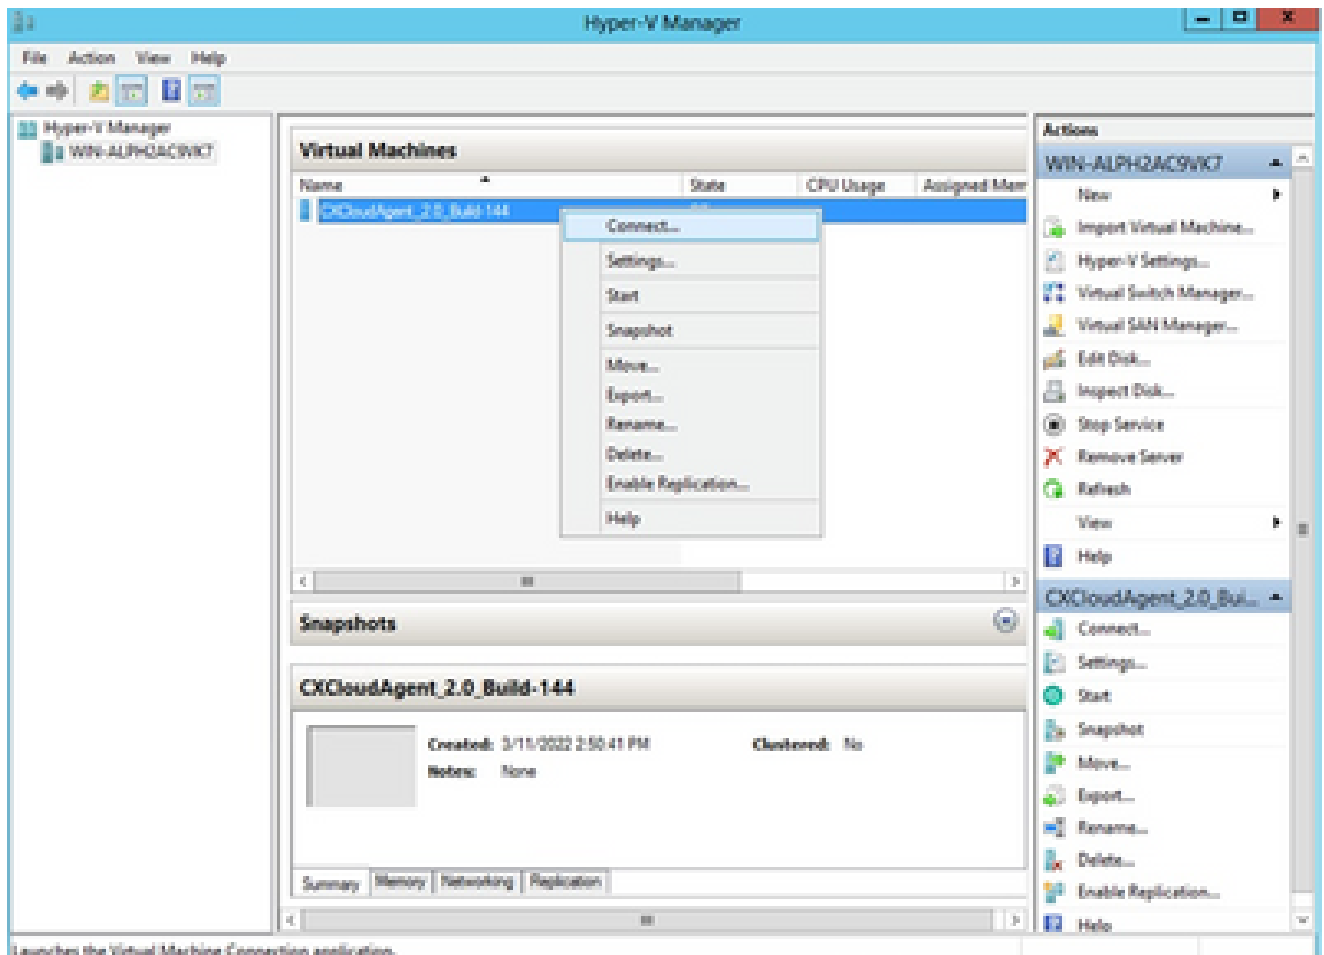 Hyper-V Manager
File Action View Help
Hyper-V Manager
WIN-ALPH2AC9VK7
Virtual Machines
Name State CPU Usage Assigned Mem
CXCloudAgent_2.0_Build-144
Connect...
Settings...
Start
Snapshot
Move...
Export...
Rename...
Delete...
Enable Replication...
Help
Snapshots
CXCloudAgent_2.0_Build-144
Created: 3/11/2022 2:50:41 PM Clustered: No
Notes: None
Summary Memory Networking Replication
Actions
WIN-ALPH2AC9VK7
New
Import Virtual Machine...
Hyper-V Settings...
Virtual Switch Manager...
Virtual SAN Manager...
Edit Disk...
Inspect Disk...
Stop Service
Remove Server
Refresh
View
Help
CXCloudAgent_2.0_Bui...
Connect...
Settings...
Start
Snapshot
Move...
Export...
Rename...
Delete...
Enable Replication...
Help
Launches the Virtual Machine Connection application.